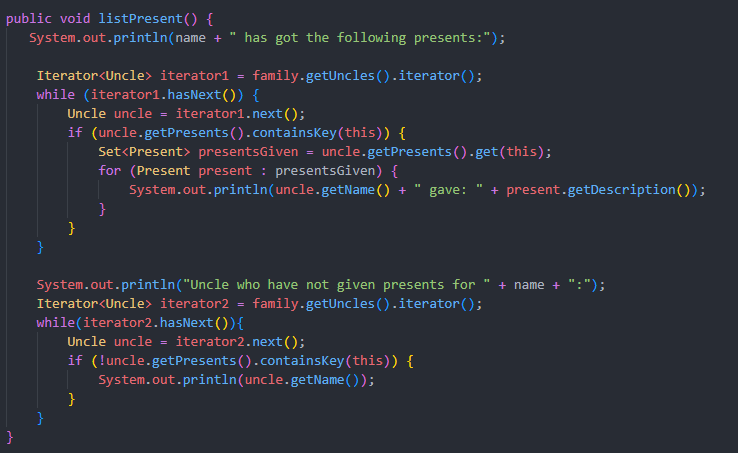 public void listPresent() {
System.out.println(name + " has got the following presents:");
Iterator<Uncle> iterator1 = family.getUncles().iterator();
while (iterator1.hasNext()) {
Uncle uncle = iterator1.next();
if (uncle.getPresents().containsKey(this)) {
Set<Present> presentsGiven = uncle.getPresents().get(this);
for (Present present : presentsGiven) {
System.out.println(uncle.getName() + " gave: " + present.getDescription());
}
}
}
System.out.println("Uncle who have not given presents for " + name + ":");
Iterator<Uncle> iterator2 = family.getUncles().iterator();
while(iterator2.hasNext()){
Uncle uncle = iterator2.next();
if (!uncle.getPresents().containsKey(this)) {
System.out.println(uncle.getName());
}
}
}